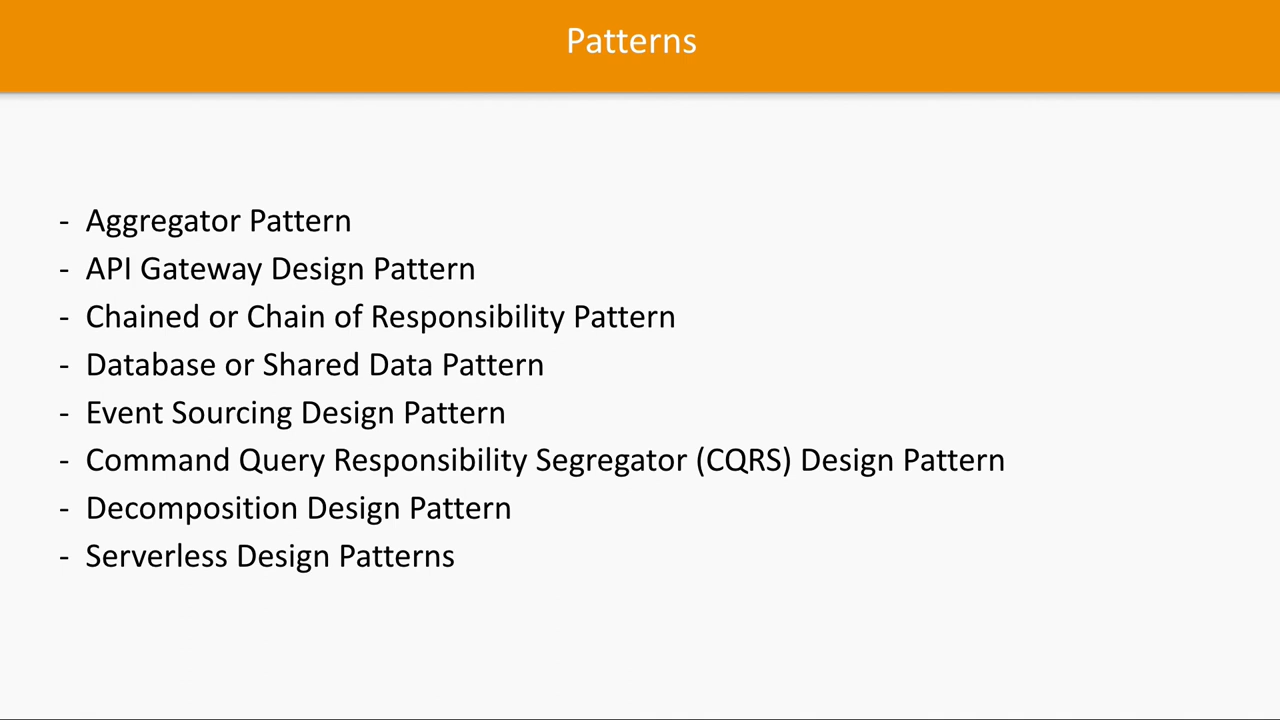 Patterns
- Aggregator Pattern
- API Gateway Design Pattern
- Chained or Chain of Responsibility Pattern
- Database or Shared Data Pattern
- Event Sourcing Design Pattern
- Command Query Responsibility Segregator (CQRS) Design Pattern
- Decomposition Design Pattern
- Serverless Design Patterns